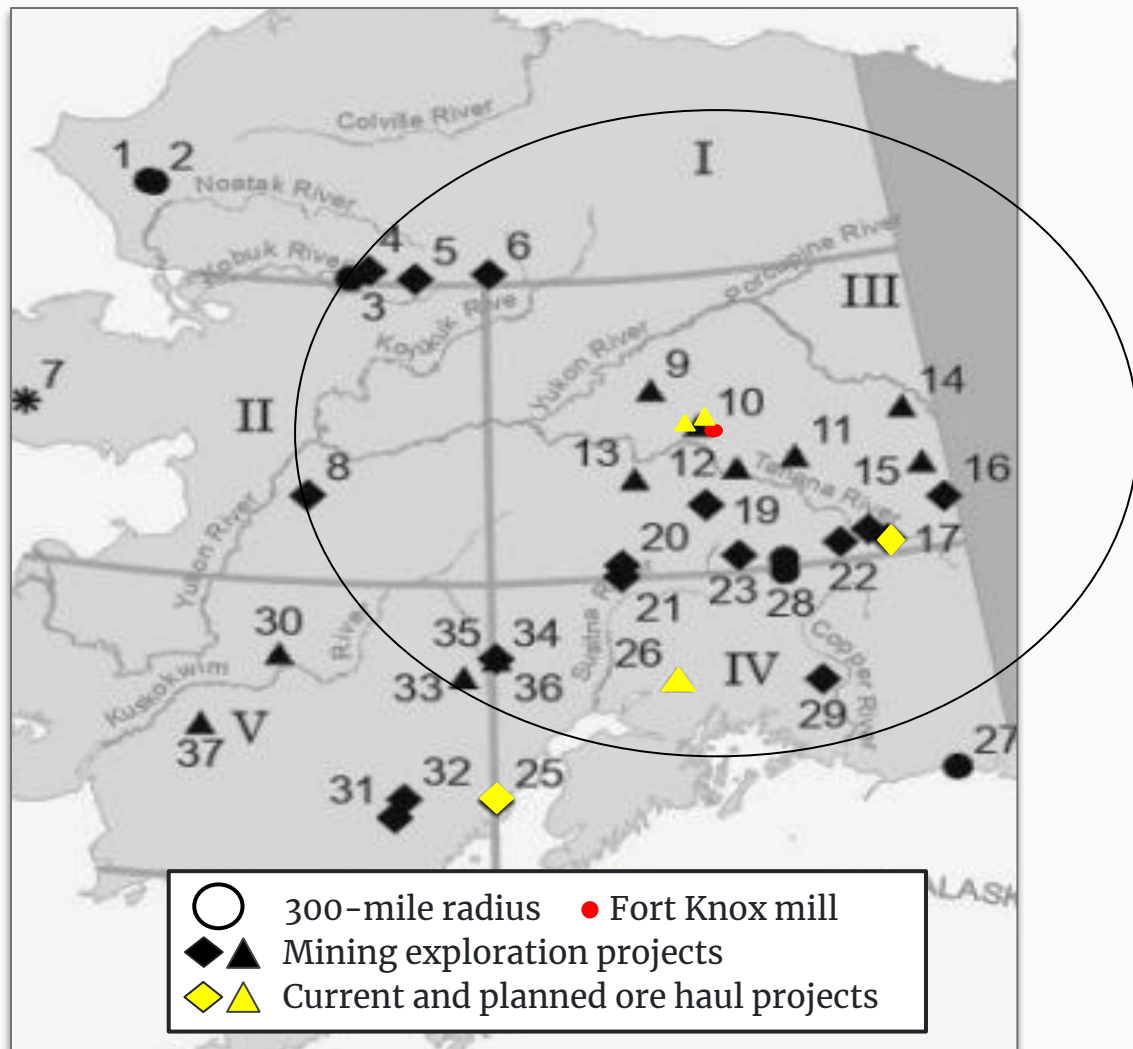 Colville River
I
1 2
Noatak River
4 5 6
Kobuk River
3
Porcupine River
III
Koyukuk Rive
7
Yukon River
9
14
II
10
11
13
12
15
16
8
Tanana River
19
17
Yukon River
20
22
21
23
28
30
35 34
26
IV
Copper River
River
Susitna R
Kuskokwim
33 36
29
V
37
27
31 32 25
ALASK
300-mile radius Fort Knox mill
Mining exploration projects
Current and planned ore haul projects